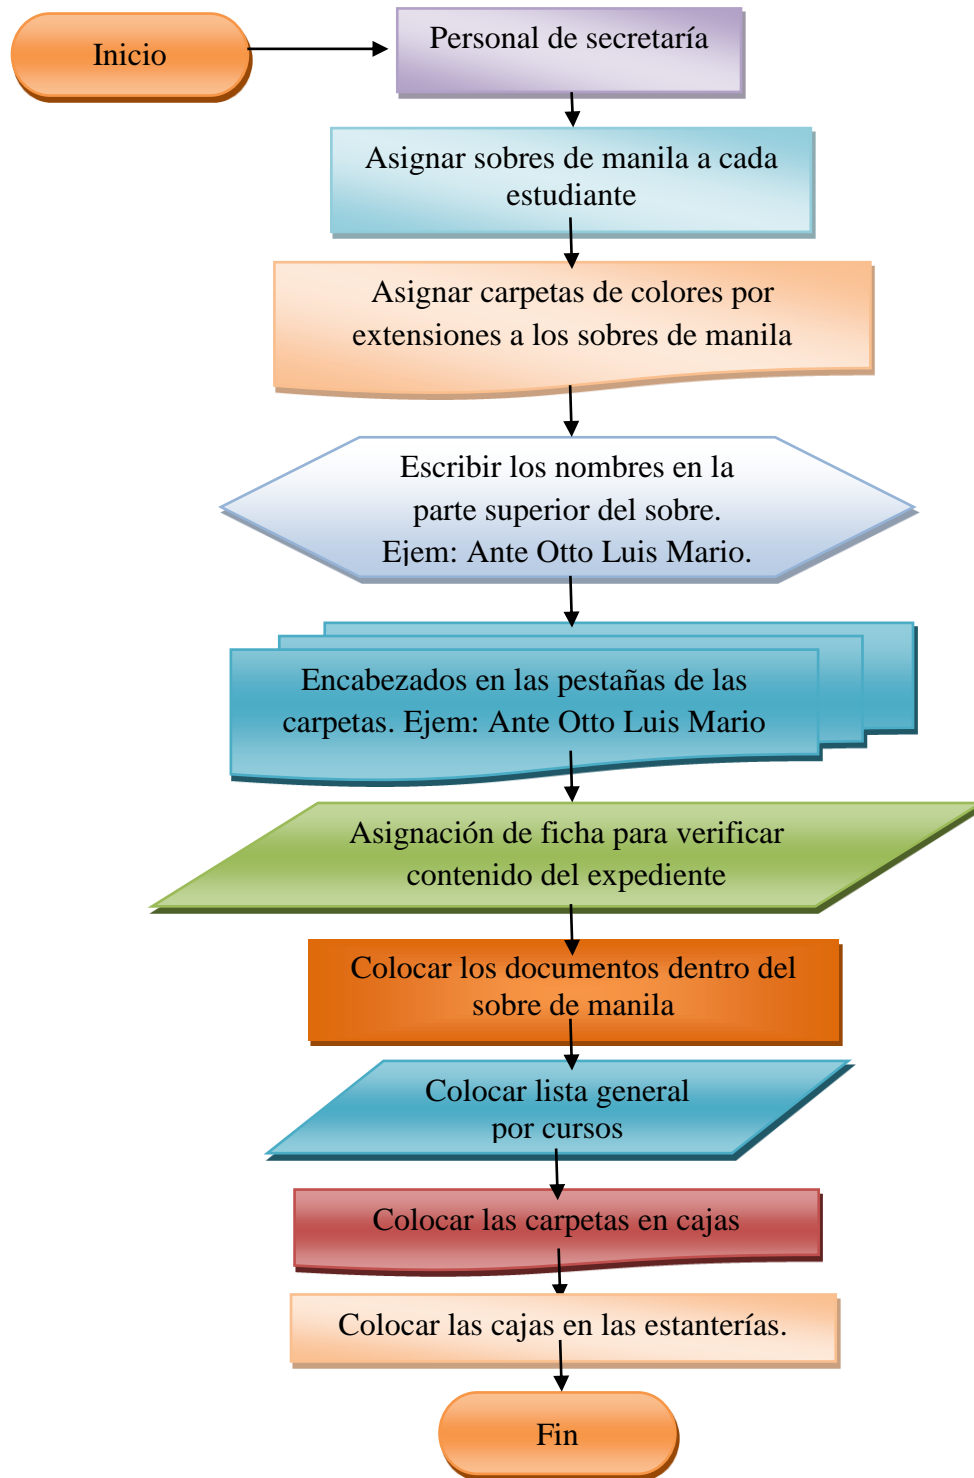 Inicio
Personal de secretaría
Asignar sobres de manila a cada
estudiante
Asignar carpetas de colores por
extensiones a los sobres de manila
Escribir los nombres en la
parte superior del sobre.
Ejem: Ante Otto Luis Mario.
Encabezados en las pestañas de las
carpetas. Ejem: Ante Otto Luis Mario
Asignación de ficha para verificar
contenido del expediente
Colocar los documentos dentro del
sobre de manila
Colocar lista general
por cursos
Colocar las carpetas en cajas
Colocar las cajas en las estanterías.
Fin